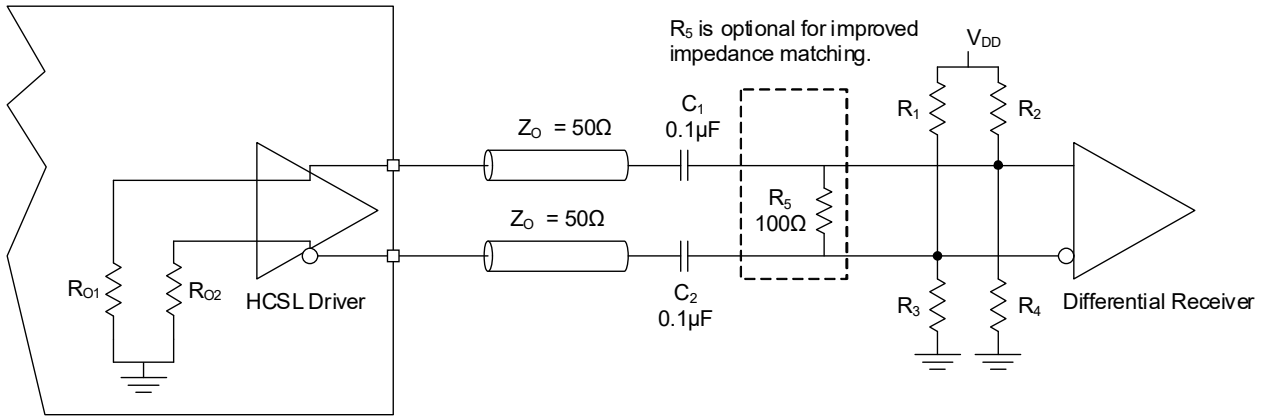 R5 is optional for improved
impedance matching.
VDD
C1
0.1µF
ZO = 50Ω
R1
R2
R5
100Ω
ZO = 50Ω
RO1
RO2
HCSL Driver
C2
0.1µF
R3
R4
Differential Receiver